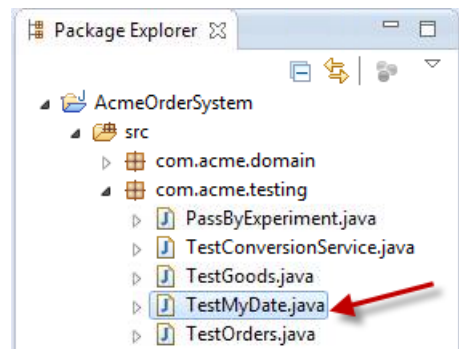 Package Explorer
AcmeOrderSystem
src
com.acme.domain
com.acme.testing
PassByExperiment.java
TestConversionService.java
TestGoods.java
TestMyDate.java
TestOrders.java